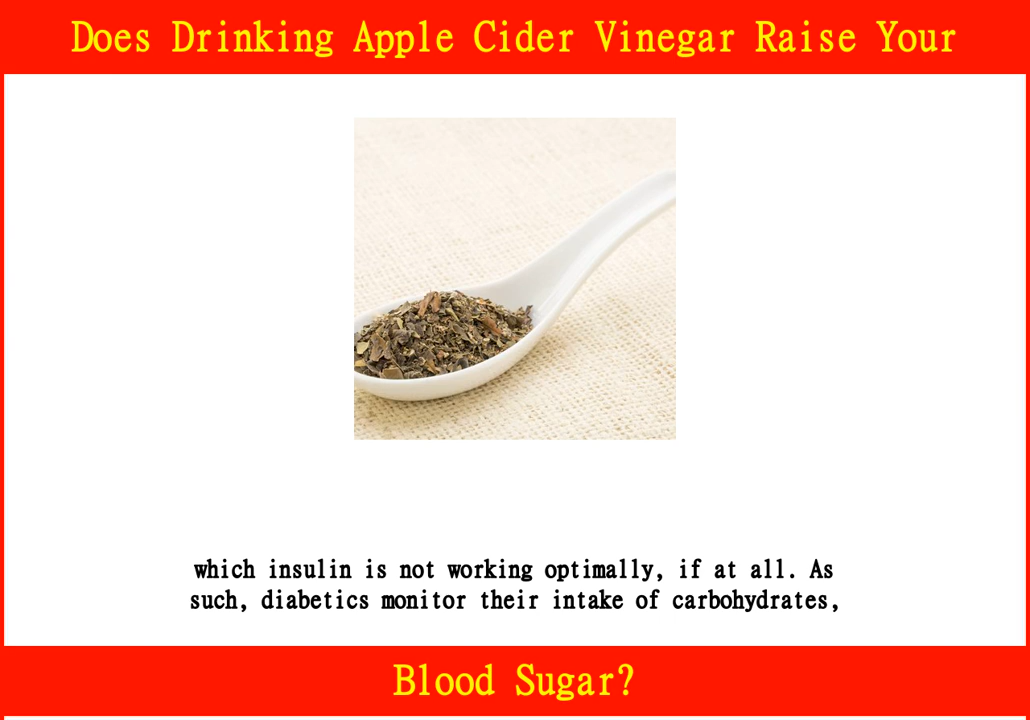 Does Drinking Apple Cider Vinegar Raise Your
which insulin is not working optimally, if at all. As
such, diabetics monitor their intake of carbohydrates,
Blood Sugar?